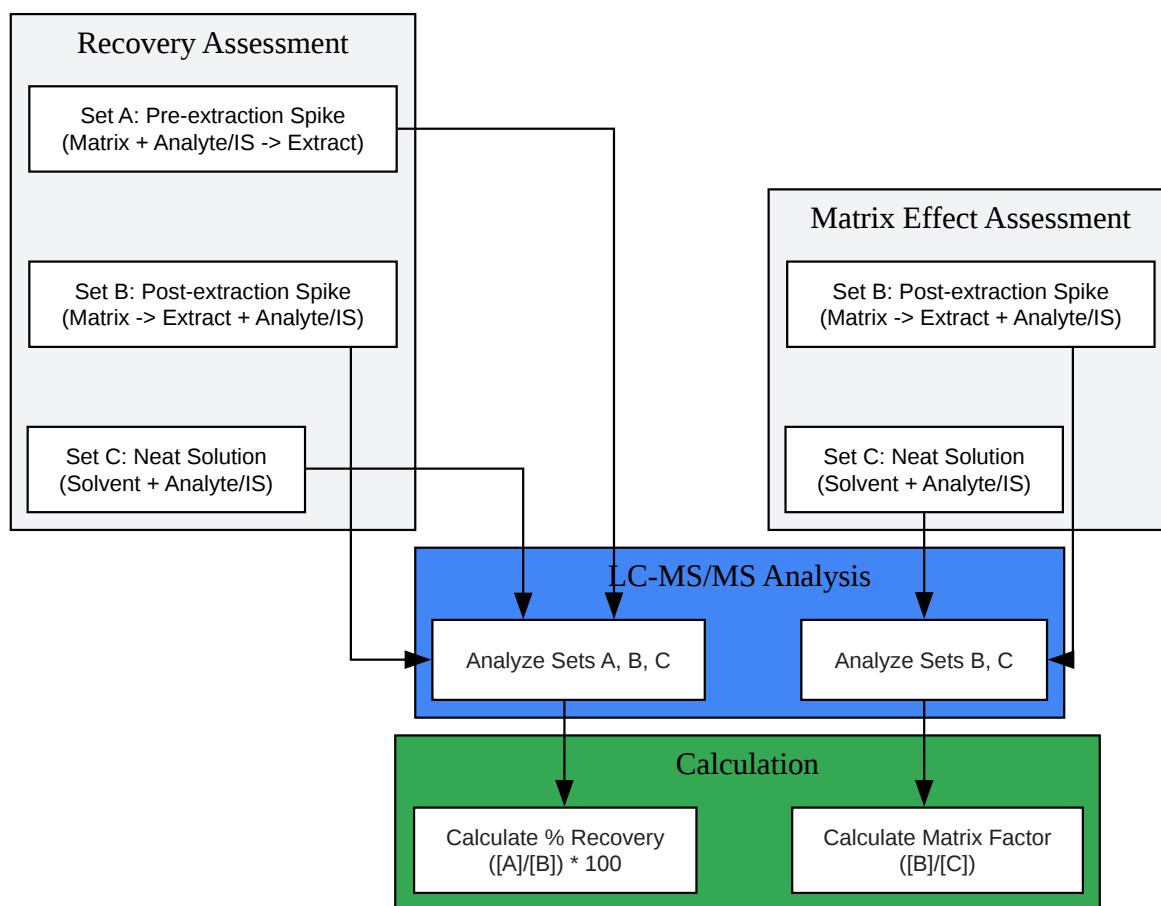 Recovery Assessment
Set A: Pre-extraction Spike
(Matrix + Analyte/IS -> Extract)
Set B: Post-extraction Spike
(Matrix -> Extract + Analyte/IS)
Set C: Neat Solution
(Solvent + Analyte/IS)
Matrix Effect Assessment
Set B: Post-extraction Spike
(Matrix -> Extract + Analyte/IS)
Set C: Neat Solution
(Solvent + Analyte/IS)
LC-MS/MS Analysis
Analyze Sets A, B, C
Analyze Sets B, C
Calculation
Calculate % Recovery
([A]/[B]) * 100
Calculate Matrix Factor
([B]/[C])